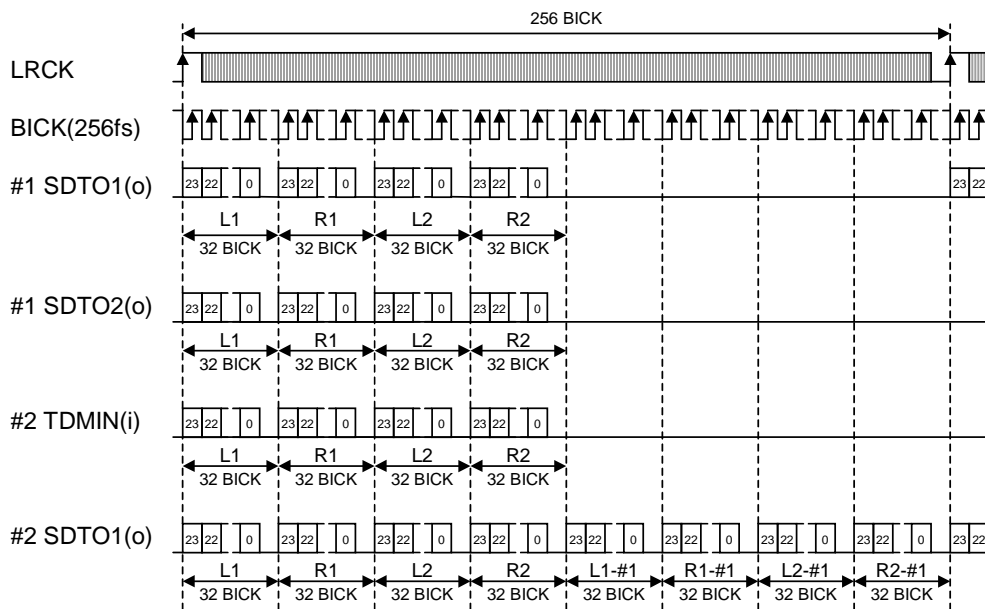 256 BICK
LRCK
BICK(256fs)
#1 SDTO1(o)
23 22 0 23 22 0 23 22 0 23 22 0 23 22
L1 R1 L2 R2
32 BICK 32 BICK 32 BICK 32 BICK
#1 SDTO2(o)
23 22 0 23 22 0 23 22 0 23 22 0
L1 R1 L2 R2
32 BICK 32 BICK 32 BICK 32 BICK
#2 TDMIN(i)
23 22 0 23 22 0 23 22 0 23 22 0
L1 R1 L2 R2
32 BICK 32 BICK 32 BICK 32 BICK
#2 SDTO1(o)
23 22 0 23 22 0 23 22 0 23 22 0 23 22 0 23 22 0 23 22 0 23 22 0 23 22
L1 R1 L2 R2 L1-#1 R1-#1 L2-#1 R2-#1
32 BICK 32 BICK 32 BICK 32 BICK 32 BICK 32 BICK 32 BICK 32 BICK